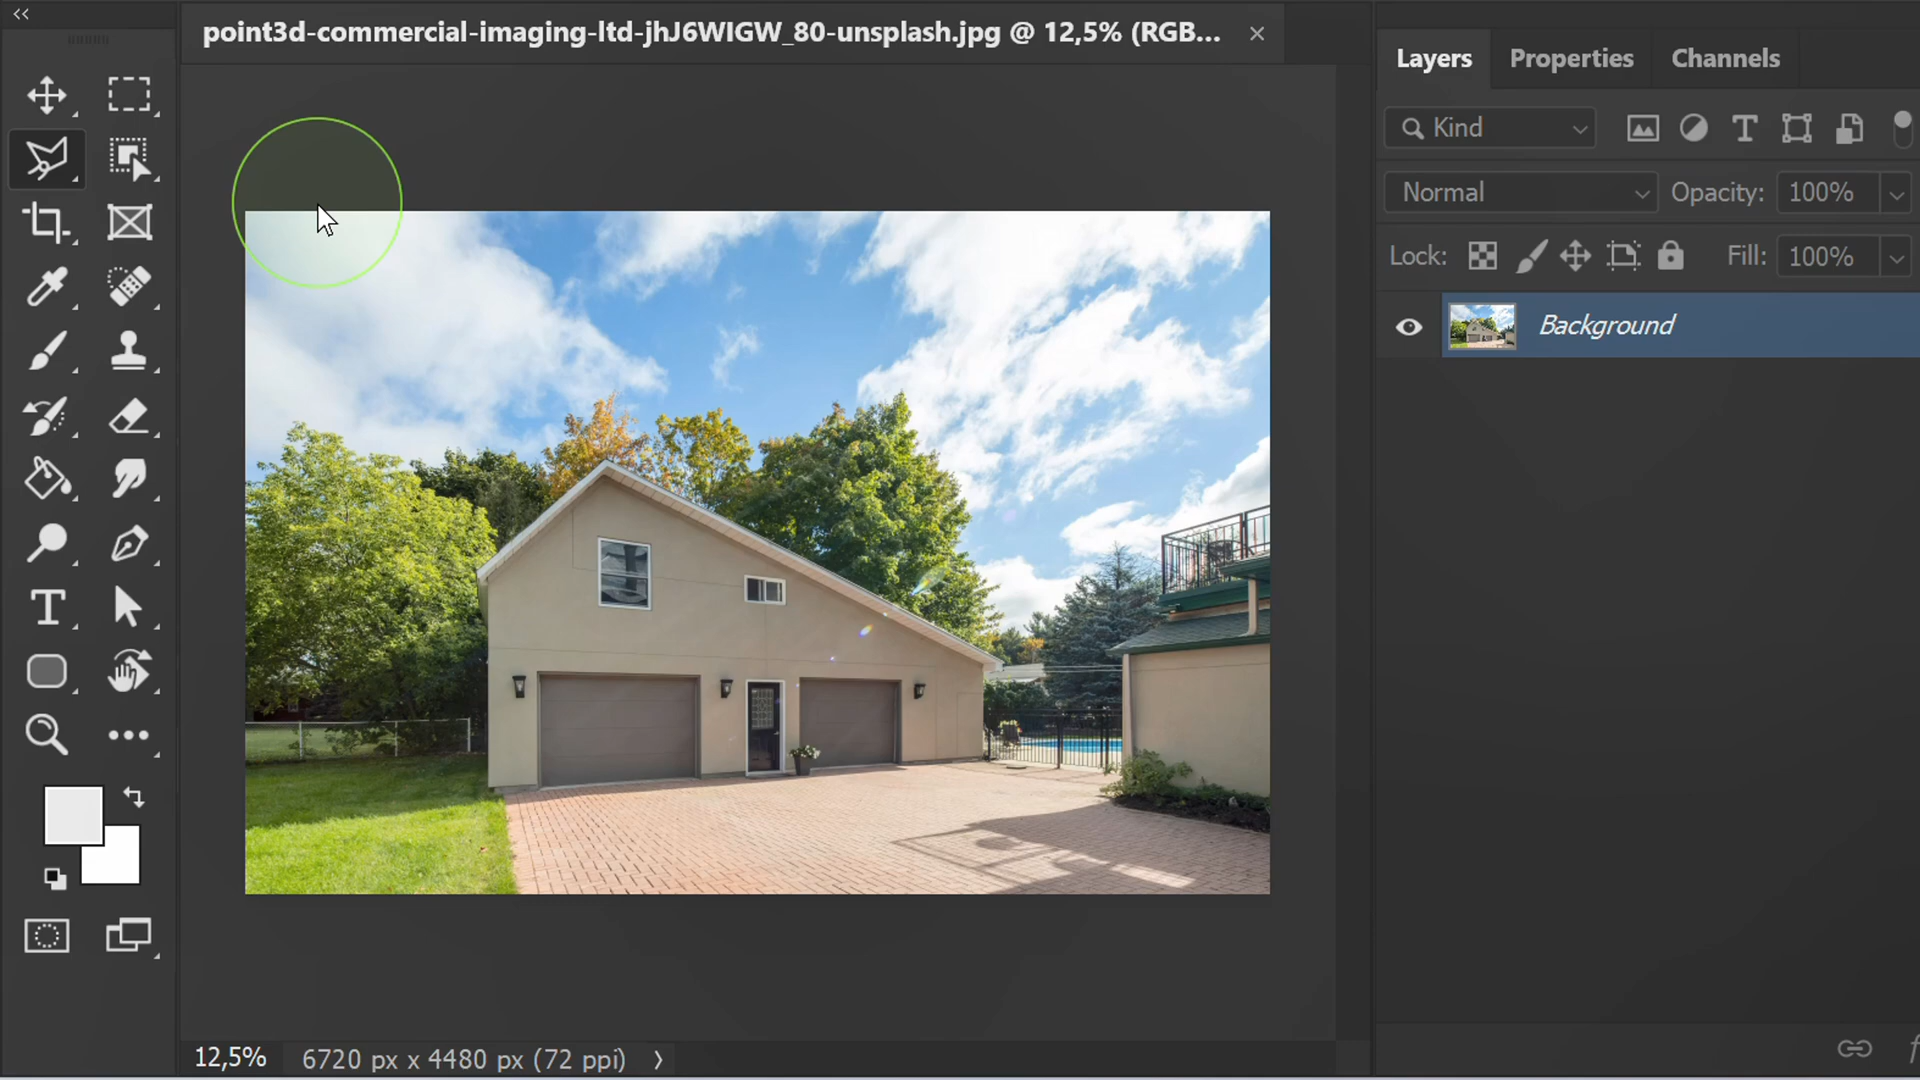 point3d-commercial-imaging-ltd-jhJ6WIGW_80-unsplash.jpg @ 12,5% (RGB...
Layers Properties Channels
Kind
Normal Opacity: 100%
Lock: Fill: 100%
Background
12,5% 6720 px x 4480 px (72 ppi)